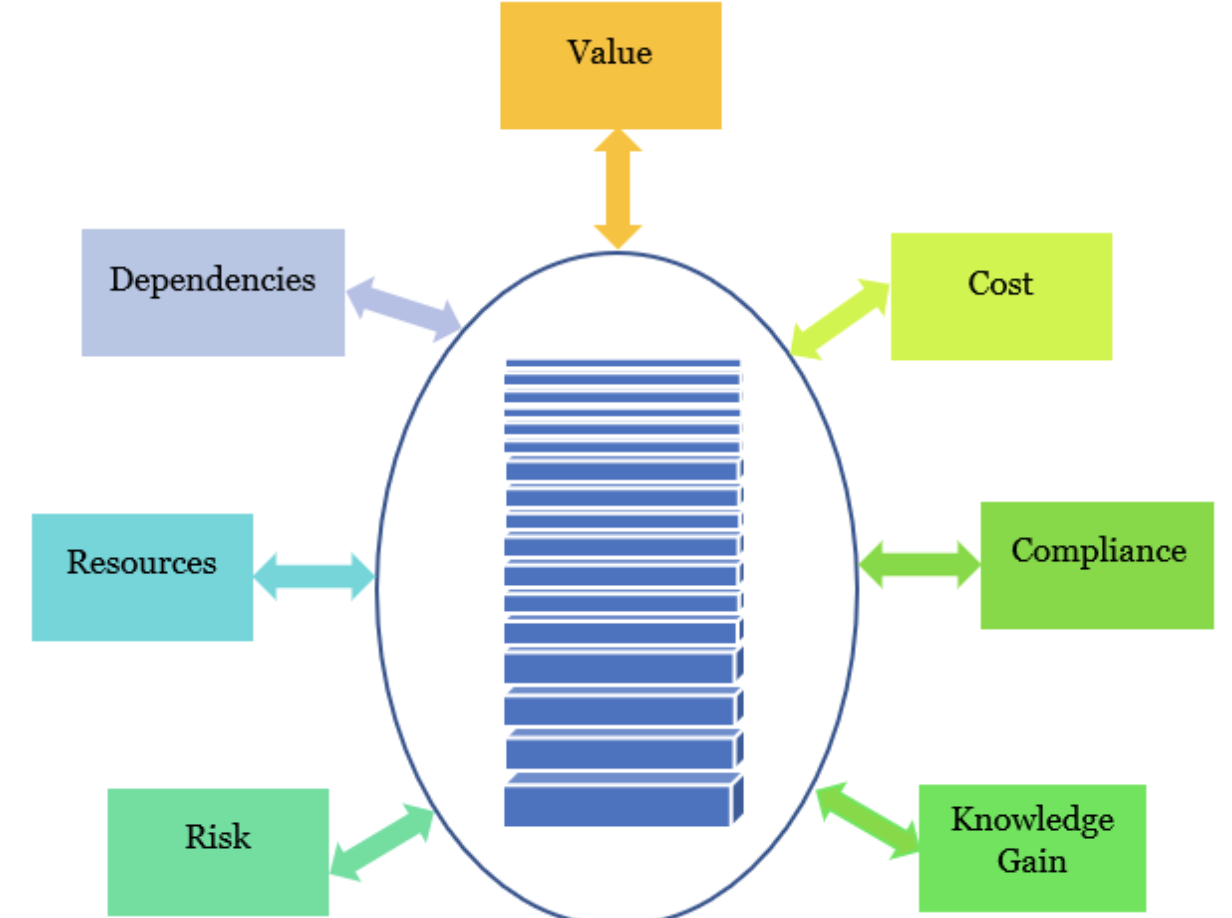 Value
Dependencies
Cost
Resources
Compliance
Risk
Knowledge
Gain